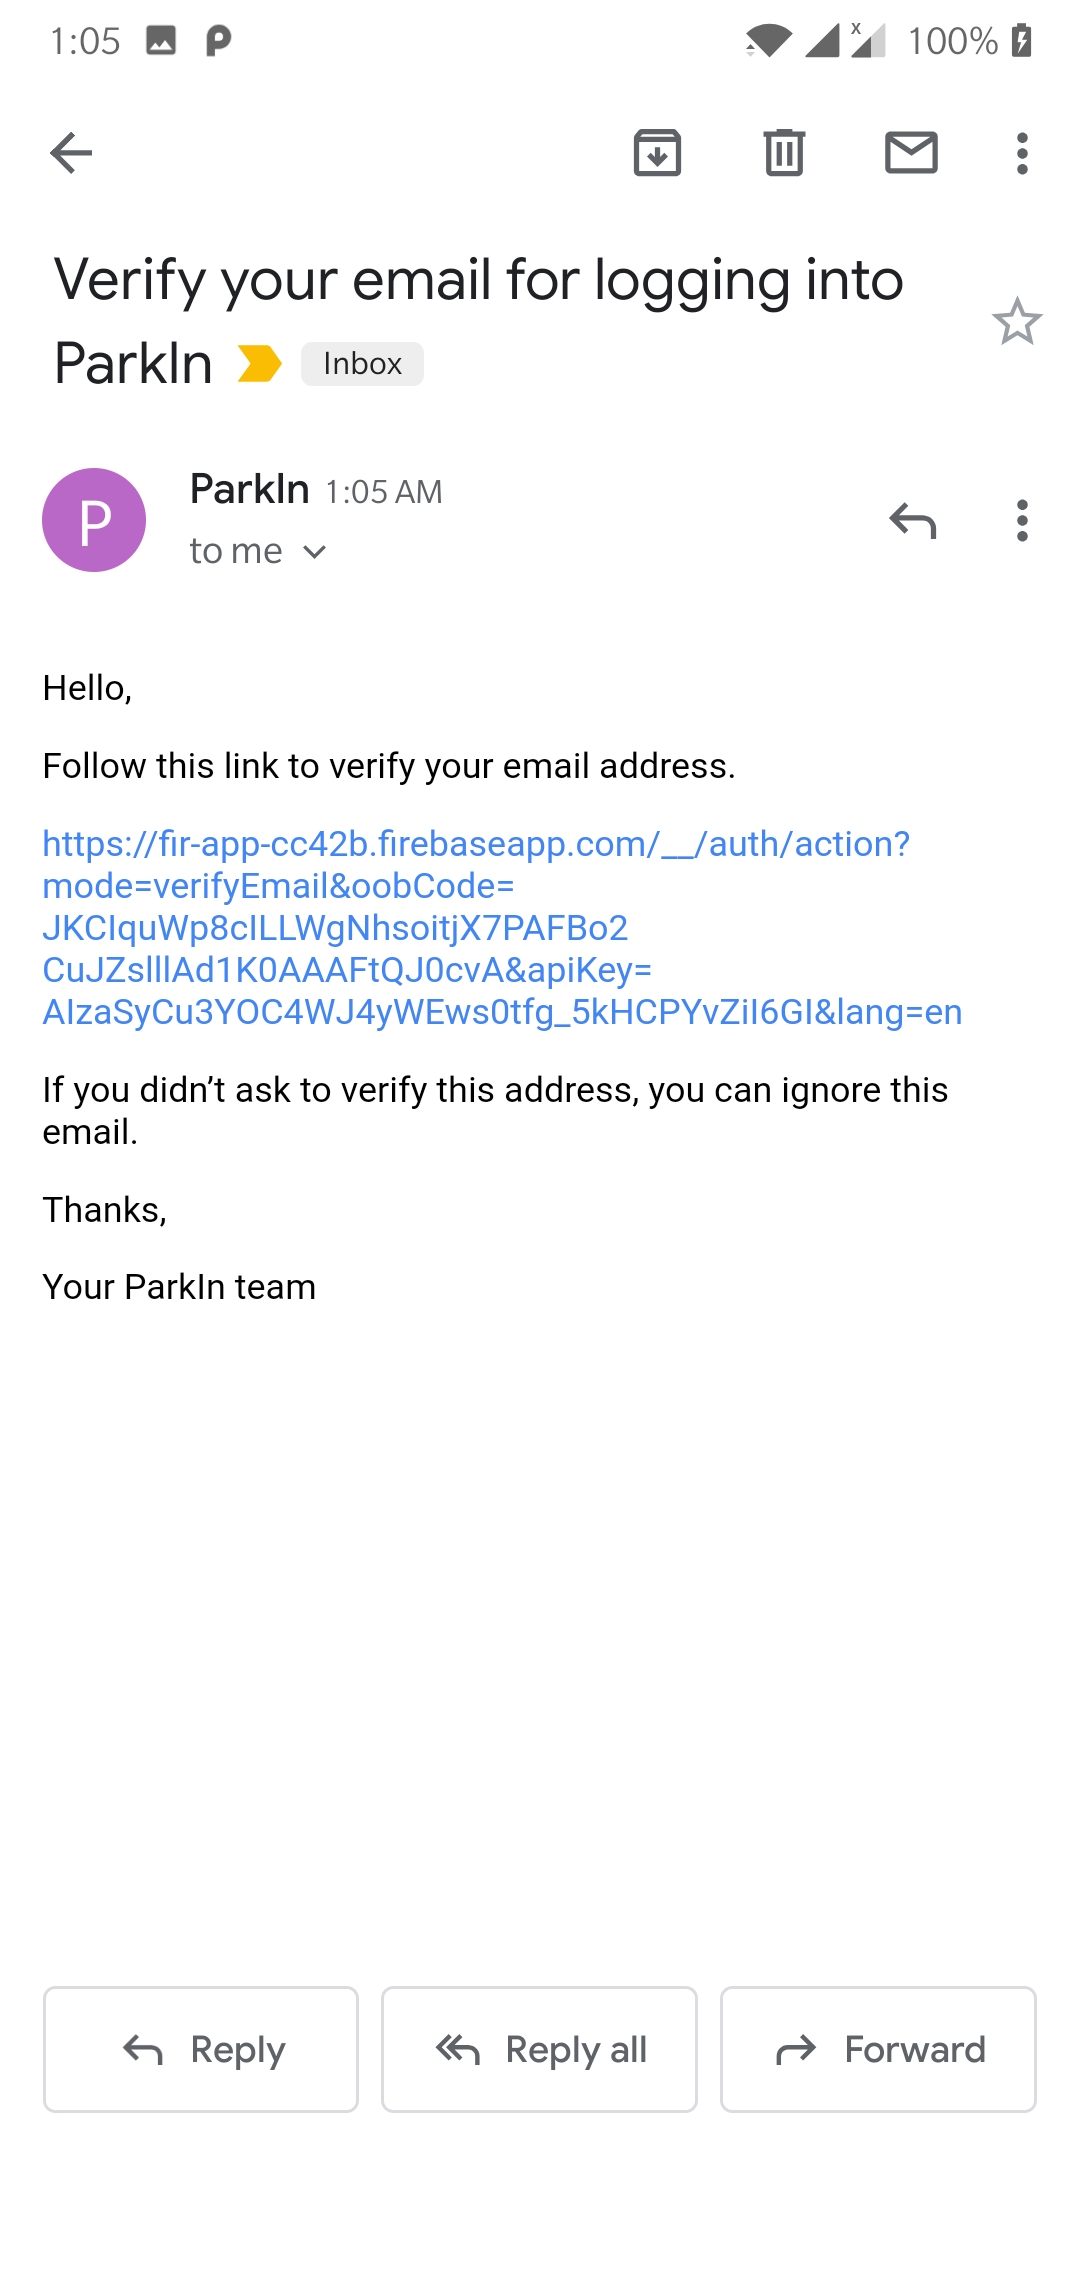 1:05
100%
Verify your email for logging into
ParkIn
Inbox
P
ParkIn 1:05 AM
to me
Hello,
Follow this link to verify your email address.
https://fir-app-cc42b.firebaseapp.com/__/auth/action?
mode=verifyEmail&oobCode=
JKCIquWp8cILLWgNhsoitjX7PAFBo2
CuJZslllAd1K0AAAFtQJ0cvA&apiKey=
AIzaSyCu3YOC4WJ4yWEws0tfg_5kHCPYvZiI6GI&lang=en
If you didn’t ask to verify this address, you can ignore this
email.
Thanks,
Your ParkIn team
Reply
Reply all
Forward